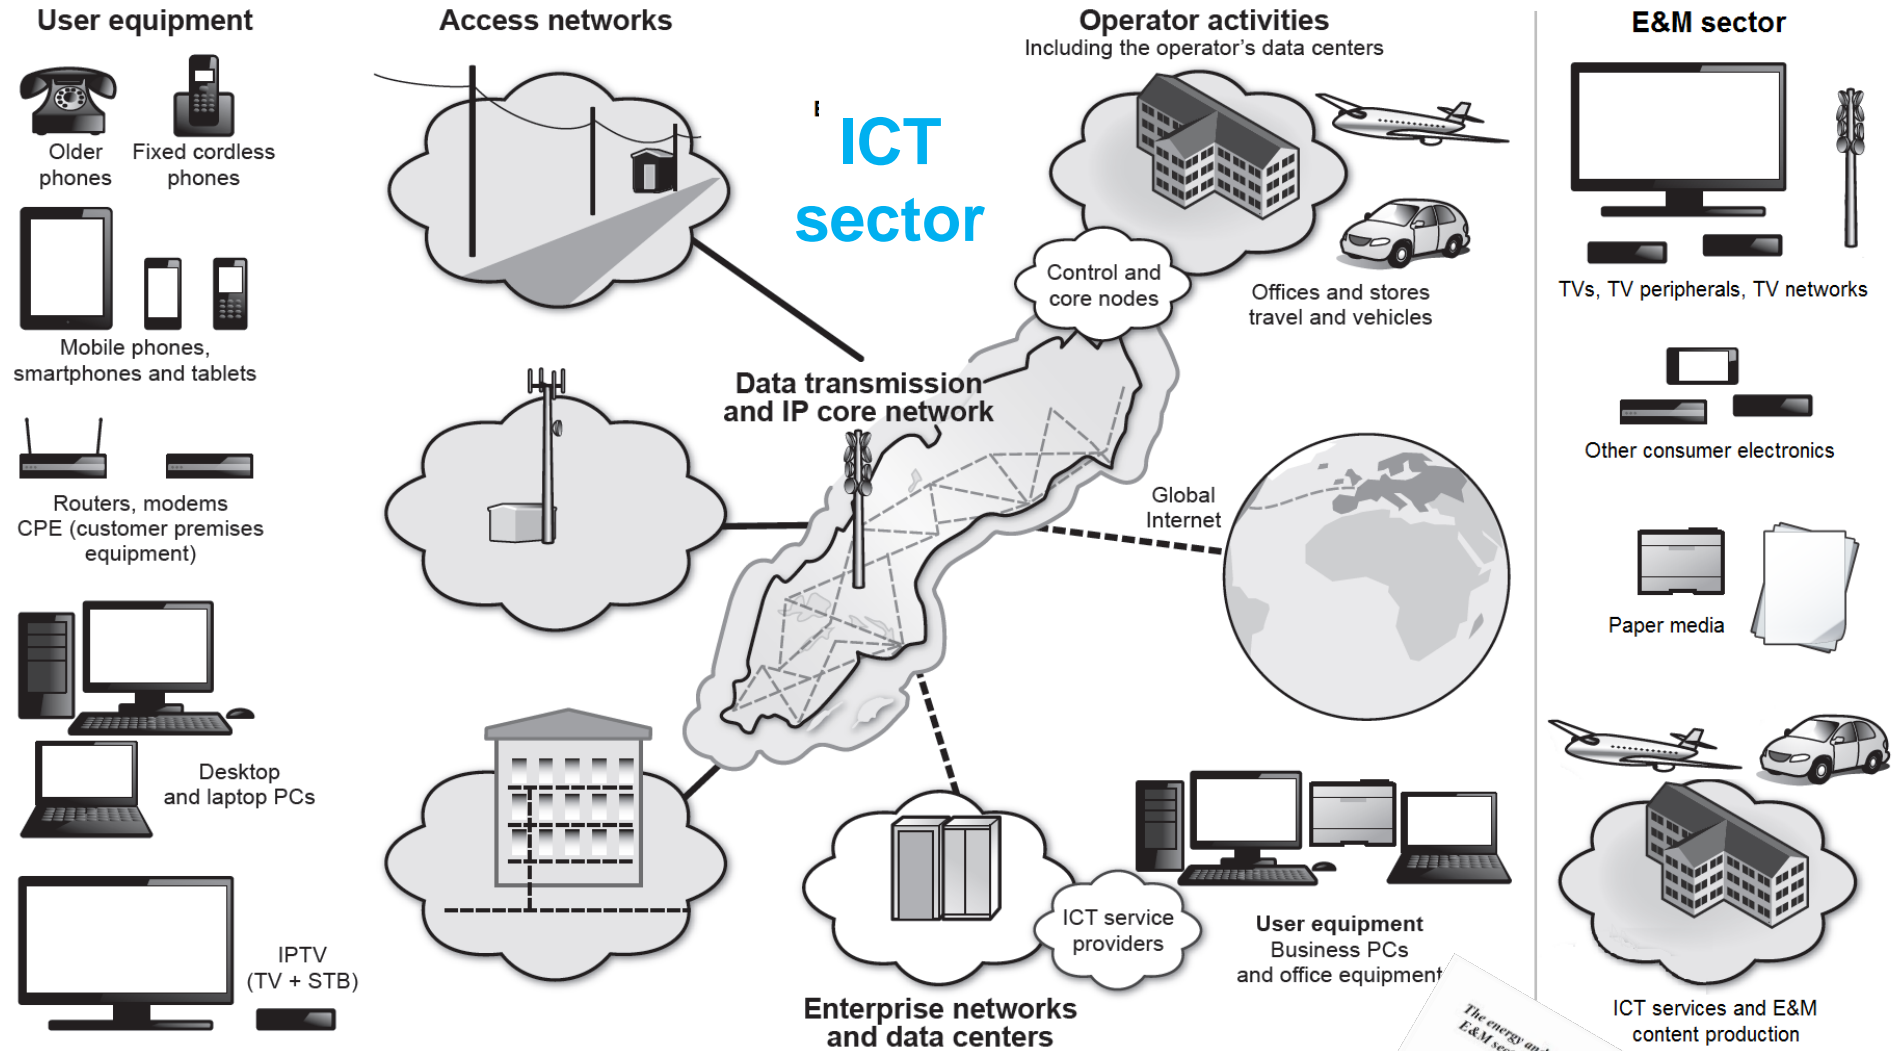 User equipment
Older
phones
Fixed cordless
phones
Mobile phones,
smartphones and tablets
Routers, modems
CPE (customer premises
equipment)
Desktop
and laptop PCs
IPTV
(TV + STB)
Access networks
ICT
sector
Data transmission
and IP core network
Operator activities
Including the operator's data centers
Control and
core nodes
Offices and stores
travel and vehicles
Global
Internet
ICT service
providers
Enterprise networks
and data centers
User equipment
Business PCs
and office equipment
E&M sector
TVs, TV peripherals, TV networks
Other consumer electronics
Paper media
ICT services and E&M
content production
The energy and
E&M